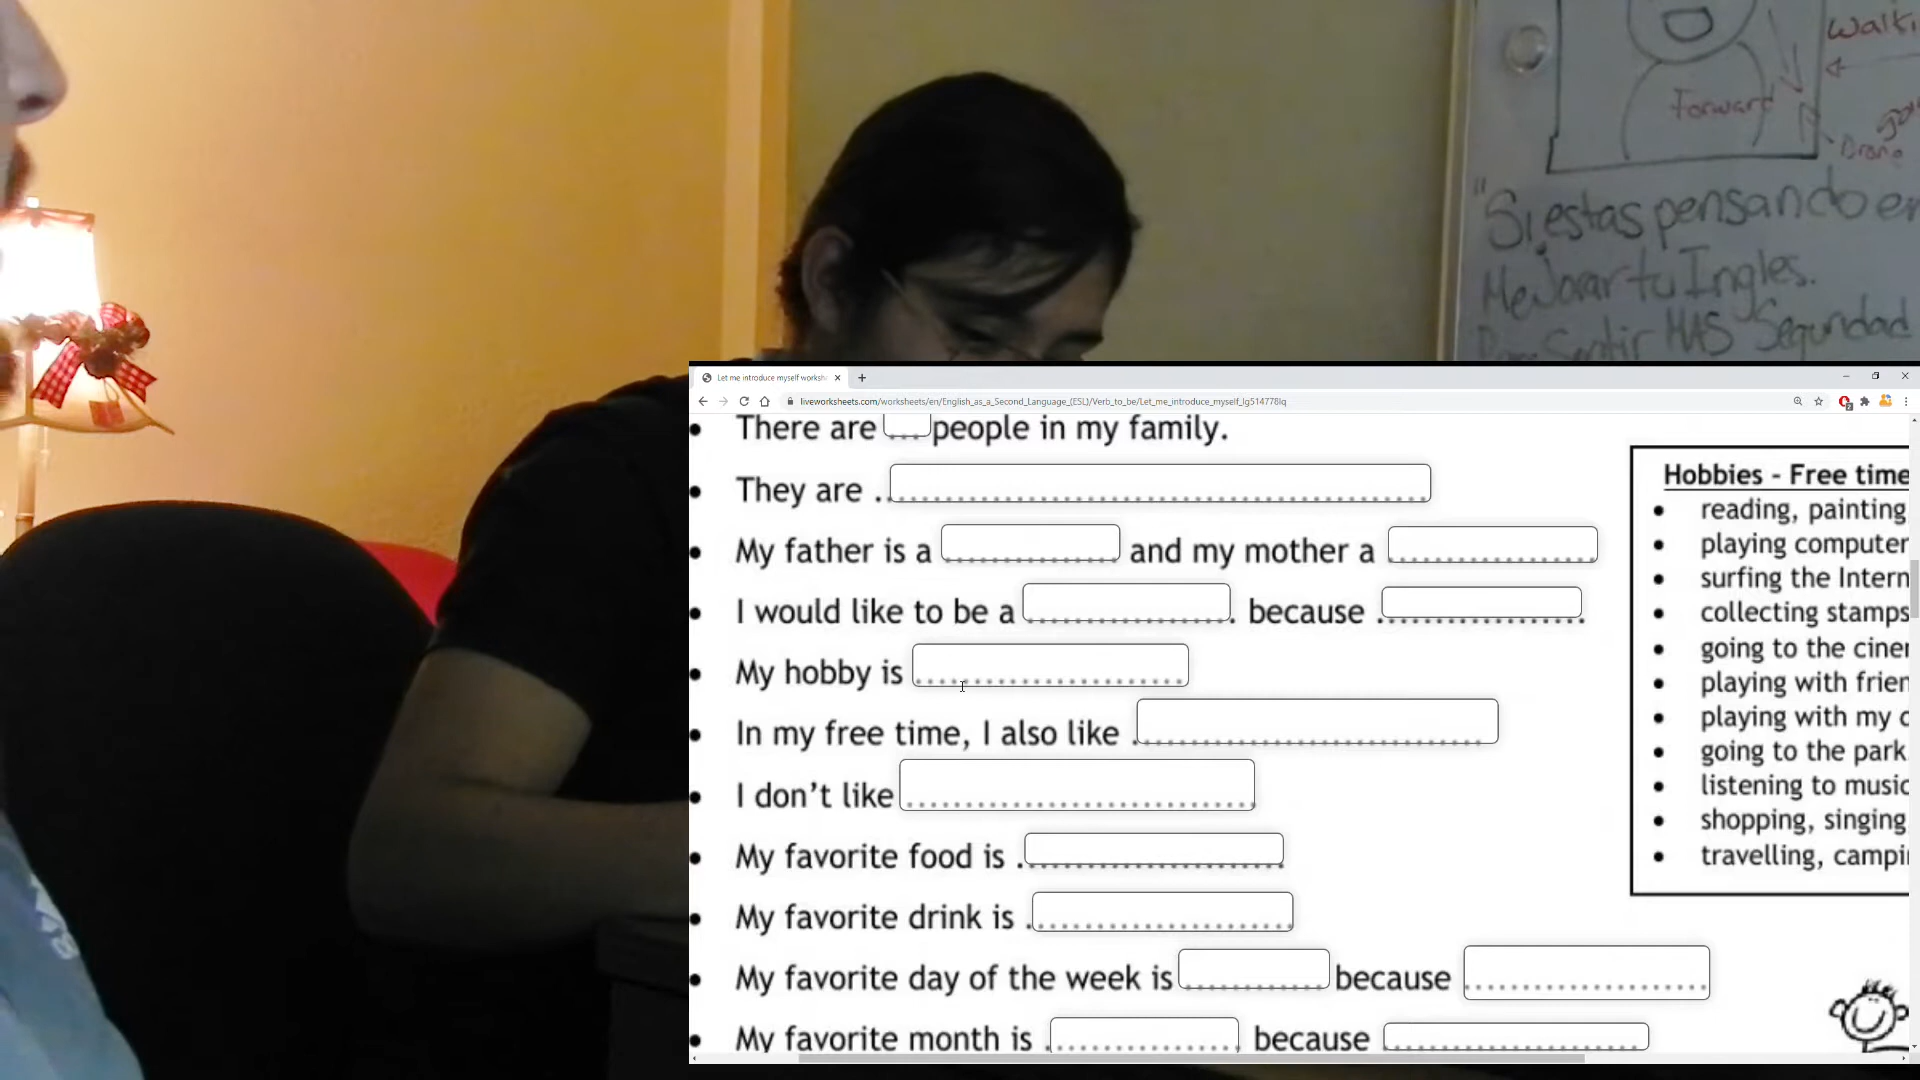 Walki
Forward
"Si estas pensando en
Mejorar tu Ingles.
Sentir MAS Seguridad
Let me introduce myself worksh
liveworksheets.com/worksheets/en/English_as_a_Second_Language_(ESL)/Verb_to_be/Let_me_introduce_myself_lg514778lq
There are ... people in my family.
They are .
My father is a and my mother a
I would like to be a . because .
My hobby is
In my free time, I also like .
I don't like
My favorite food is .
My favorite drink is .
My favorite day of the week is because
My favorite month is . because
Hobbies - Free time
reading, painting
playing computer
surfing the Intern
collecting stamps
going to the ciner
playing with frien
playing with my c
going to the park
listening to music
shopping, singing
travelling, campi